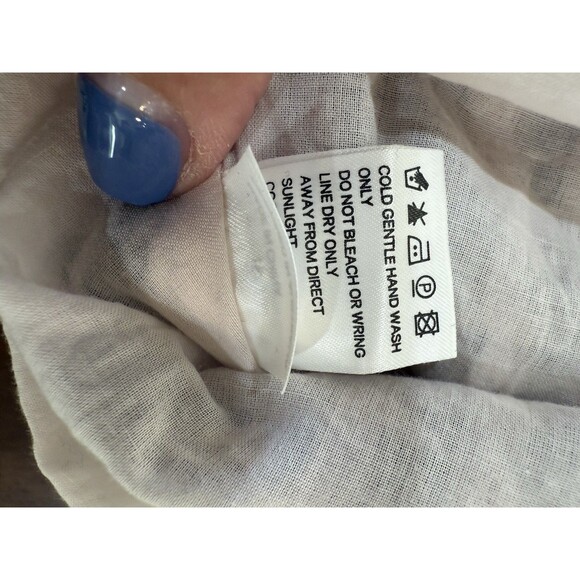 COLD GENTLE HAND WASH
ONLY
DO NOT BLEACH OR WRING
LINE DRY ONLY
AWAY FROM DIRECT
SUNLIGHT
P